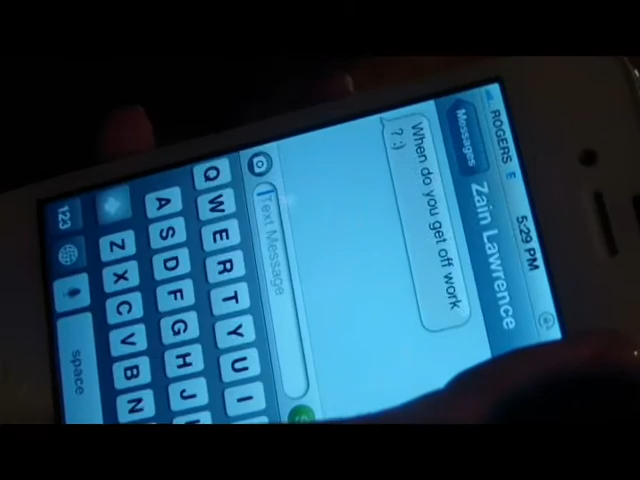 ROGERS E 5:29 PM
Messages Zain Lawrence
When do you get off work
? :)
Text Message
Q W E R T Y U I
A S D F G H J
Z X C V B N
123 space